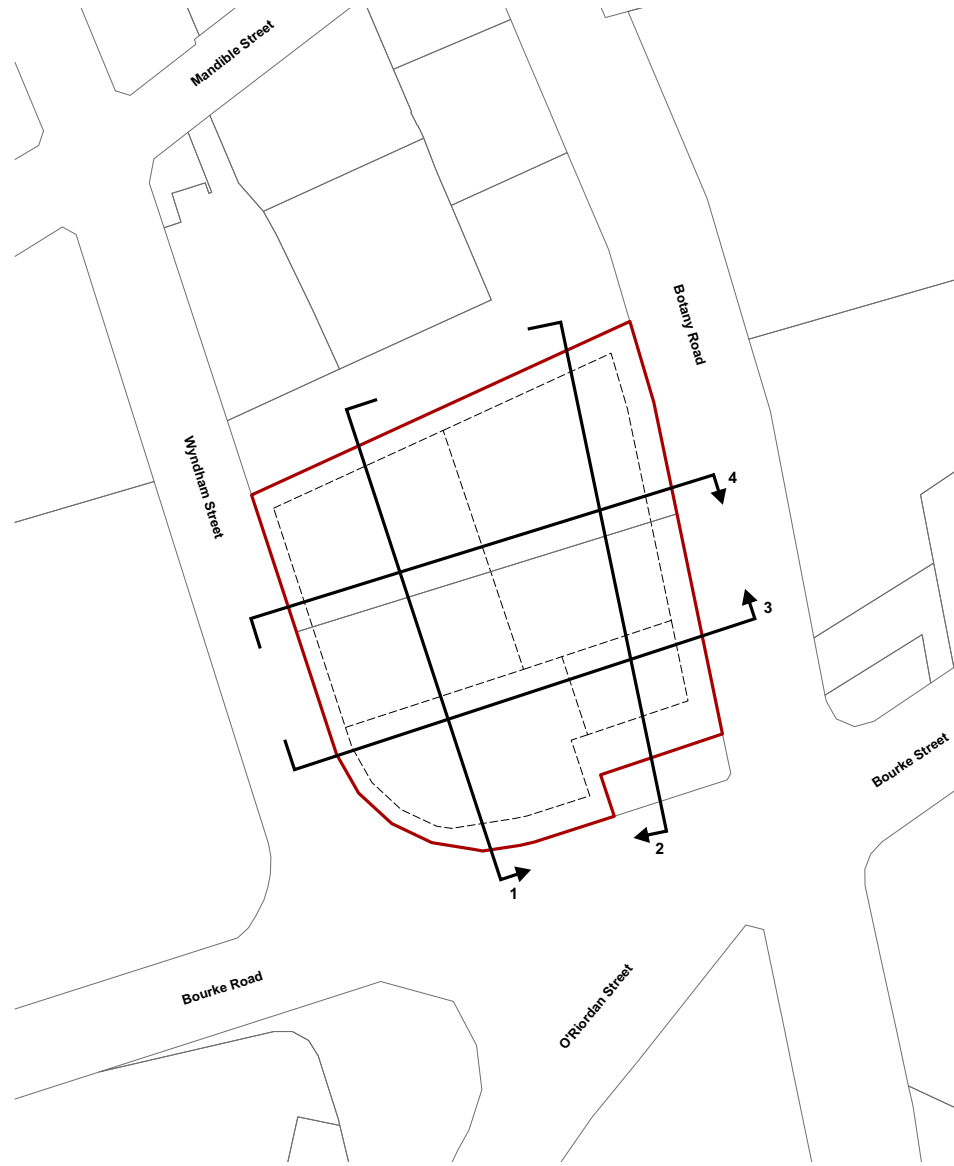 Mandible Street
Botany Road
Wyndham Street
4
3
Bourke Street
2
1
Bourke Road
O'Riordan Street